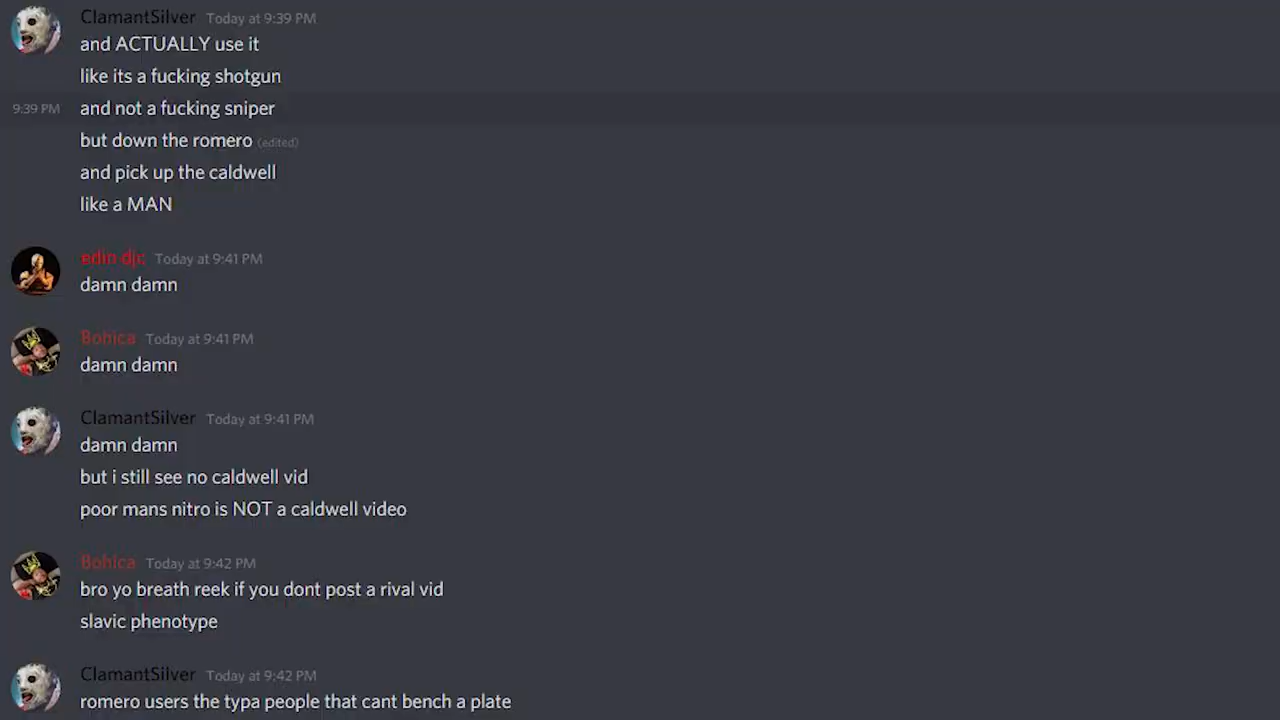 ClamantSilver Today at 9:39 PM
and ACTUALLY use it
like its a fucking shotgun
9:39 PM and not a fucking sniper
but down the romero (edited)
and pick up the caldwell
like a MAN
edin djc Today at 9:41 PM
damn damn
Bohica Today at 9:41 PM
damn damn
ClamantSilver Today at 9:41 PM
damn damn
but i still see no caldwell vid
poor mans nitro is NOT a caldwell video
Bohica Today at 9:42 PM
bro yo breath reek if you dont post a rival vid
slavic phenotype
ClamantSilver Today at 9:42 PM
romero users the typa people that cant bench a plate